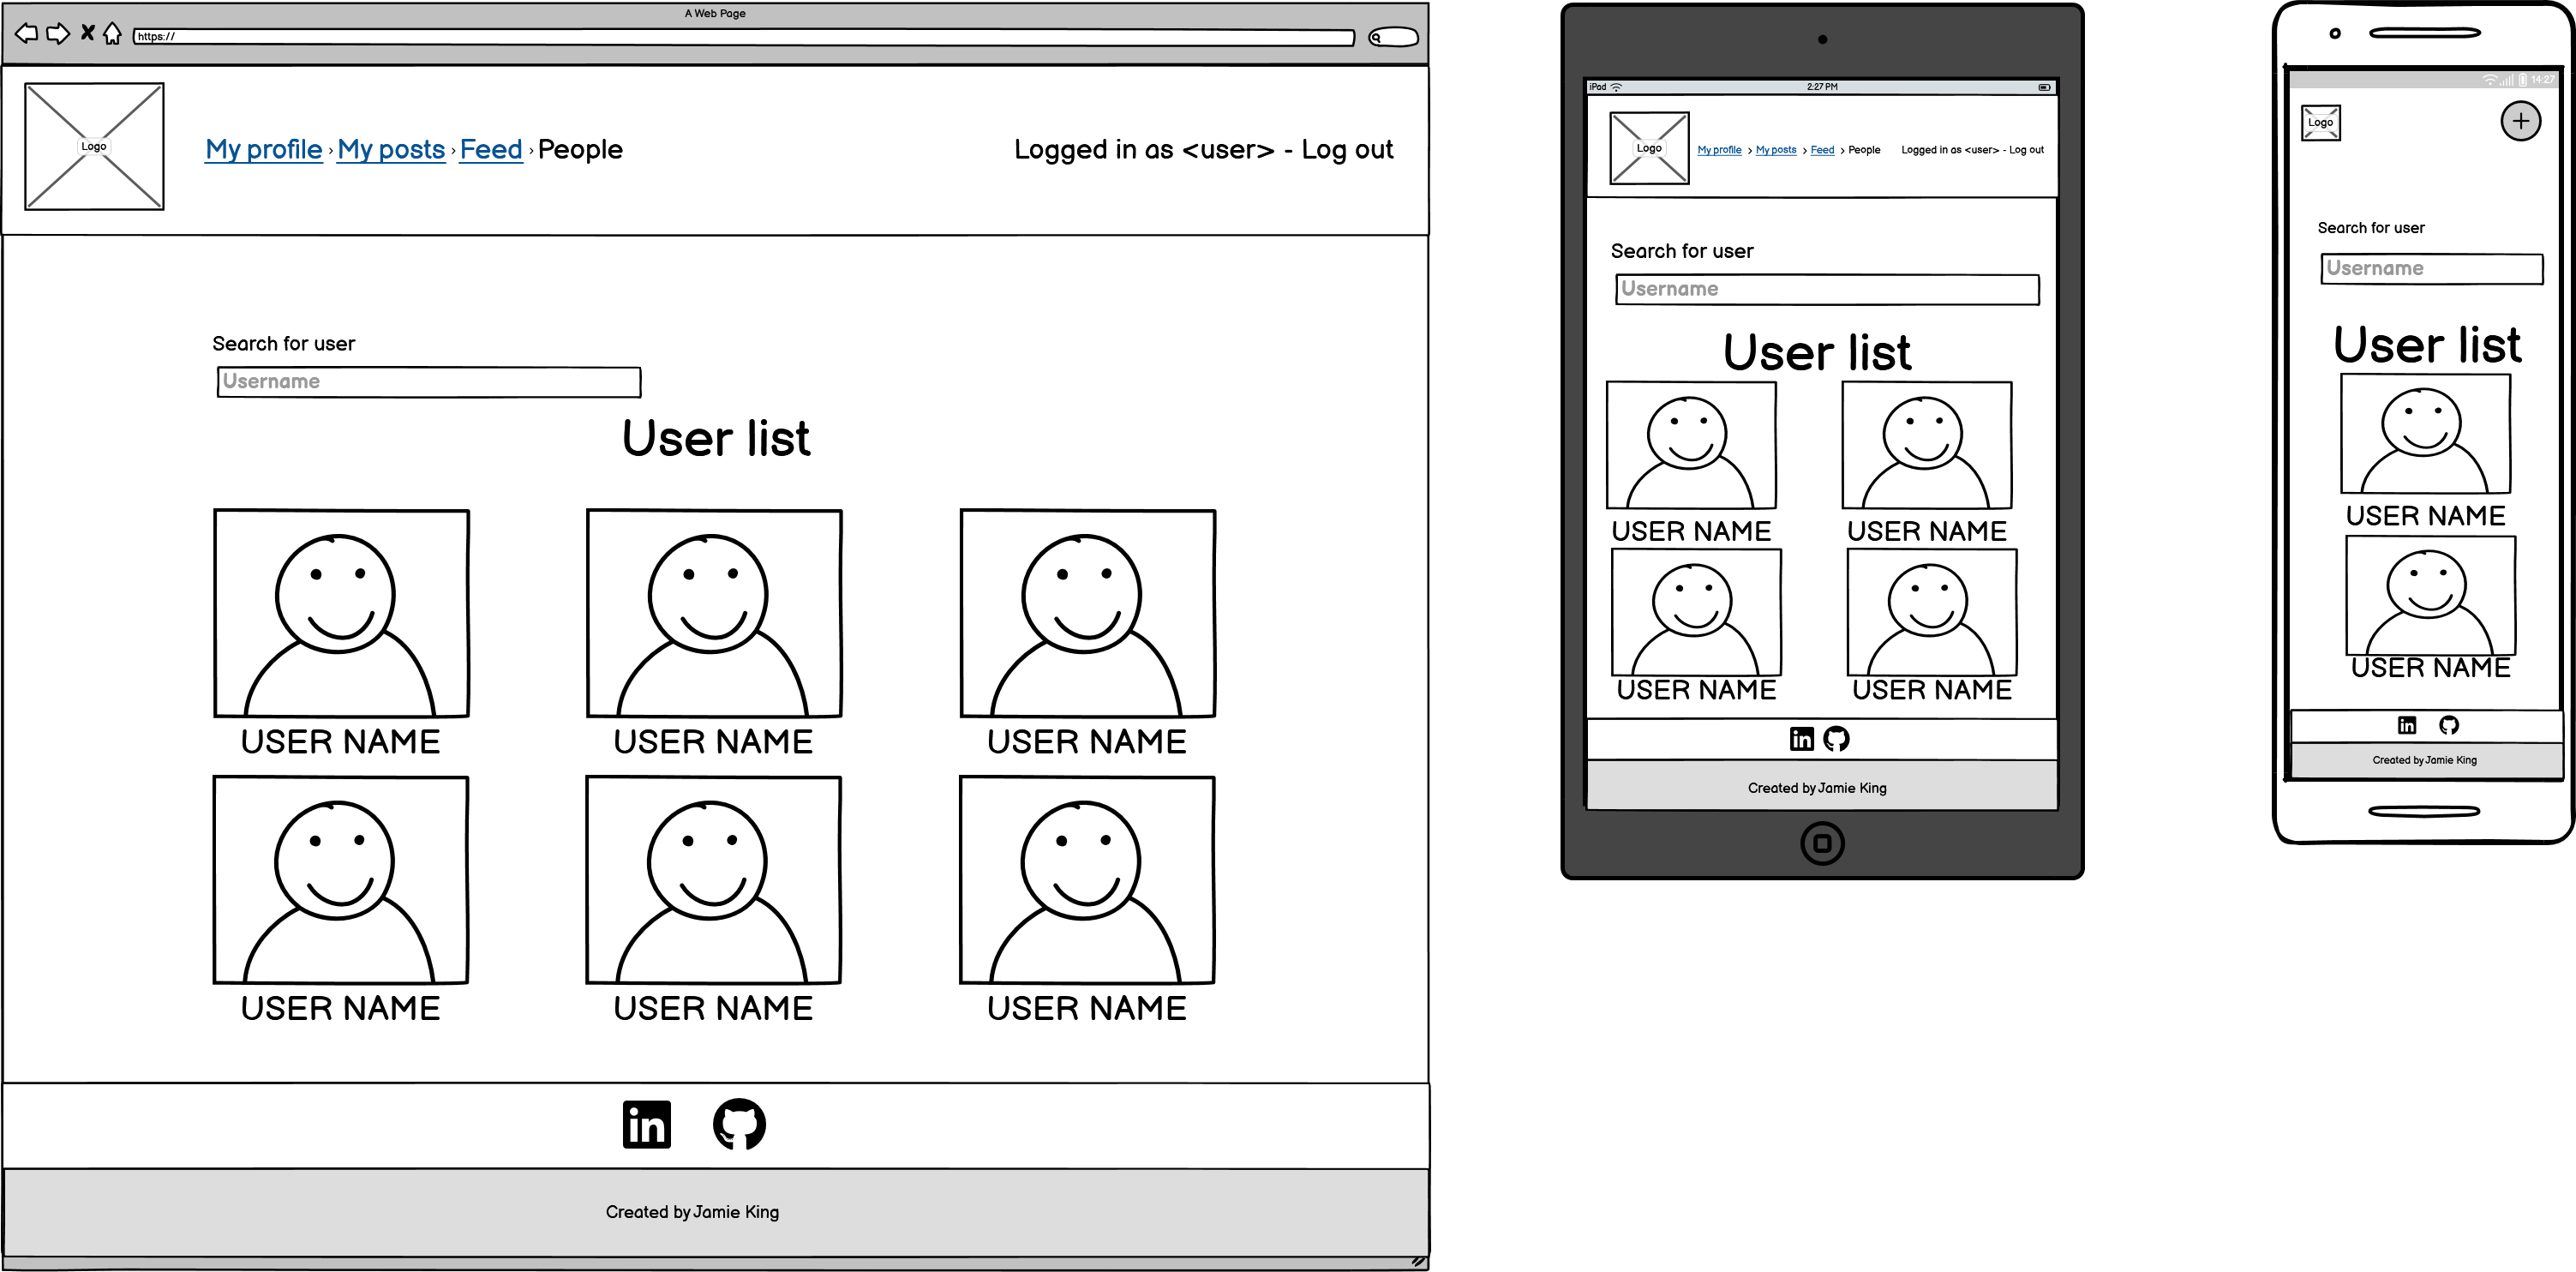 A Web Page
https://
Logo
My profile › My posts › Feed › People
Logged in as <user> - Log out
Search for user
Username
User list
USER NAME USER NAME USER NAME
USER NAME USER NAME USER NAME
Created by Jamie King
iPad 2:27 PM
Logo
My profile > My posts > Feed > People Logged in as <user> - Log out
Search for user
Username
User list
USER NAME USER NAME
USER NAME USER NAME
in
Created by Jamie King
14:27
Logo
Search for user
Username
User list
USER NAME
USER NAME
in
Created by Jamie King
in